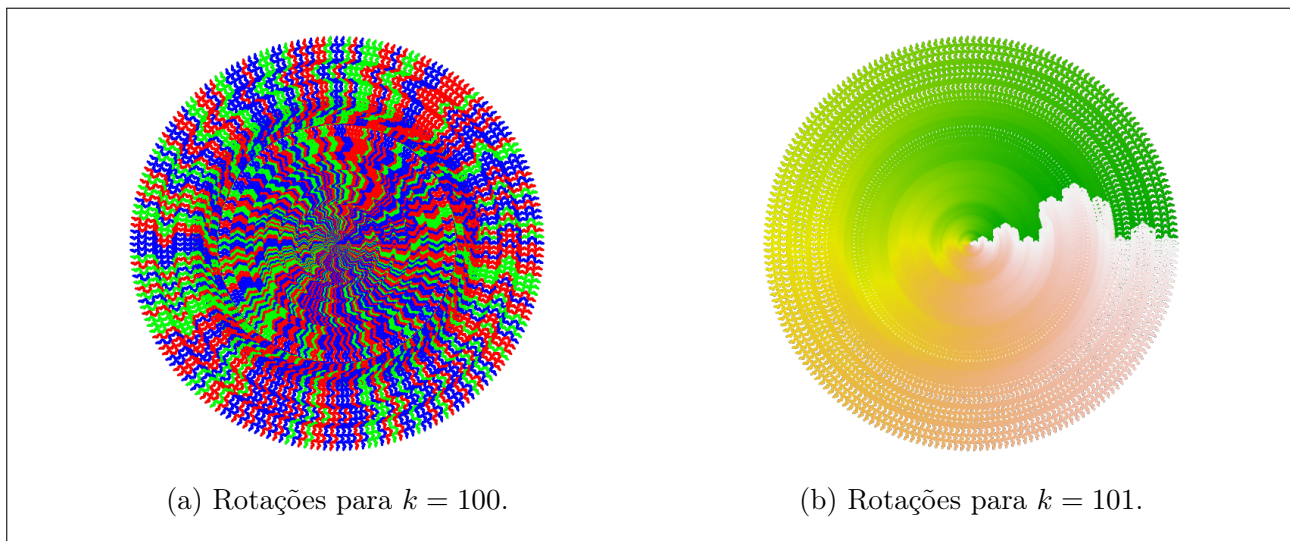 (a) Rotações para k = 100.
(b) Rotações para k = 101.